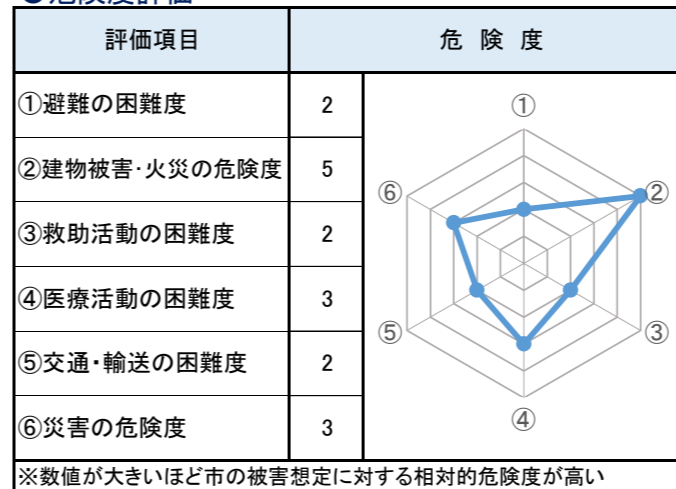 ●危険度評価
評価項目 危険度
①避難の困難度 2
②建物被害・火災の危険度 5
③救助活動の困難度 2
④医療活動の困難度 3
⑤交通・輸送の困難度 2
⑥災害の危険度 3
①
②
③
④
⑤
⑥
※数値が大きいほど市の被害想定に対する相対的危険度が高い